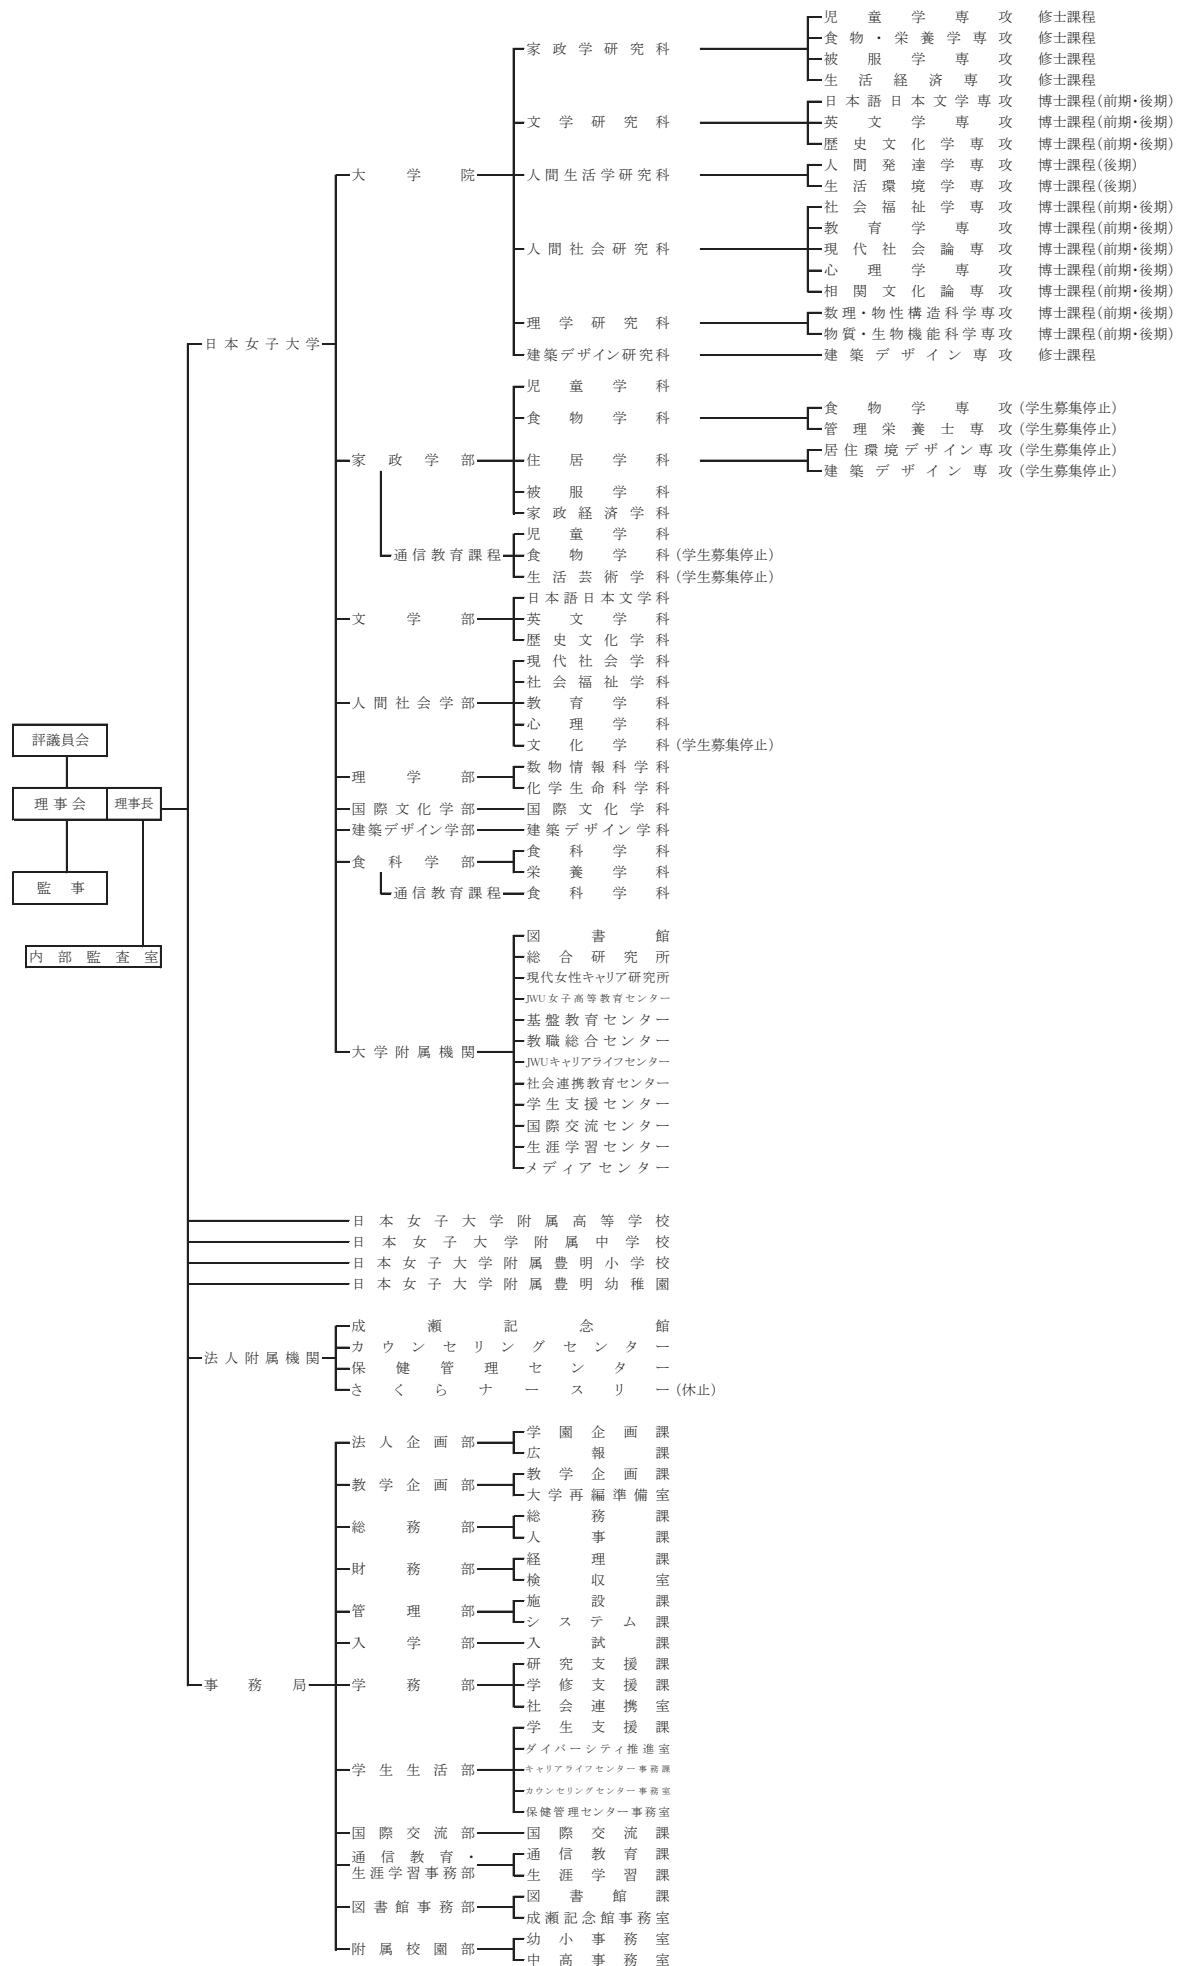 評議員会
理事会
理事長
監事
内部監査室
日本女子大学
大学院
家政学研究科
児童学専攻 修士課程
食物・栄養学専攻 修士課程
被服学専攻 修士課程
生活経済専攻 修士課程
文学研究科
日本語日本文学専攻 博士課程(前期・後期)
英文学専攻 博士課程(前期・後期)
歴史文化学専攻 博士課程(前期・後期)
人間生活学研究科
人間発達学専攻 博士課程(後期)
生活環境学専攻 博士課程(後期)
人間社会研究科
社会福祉学専攻 博士課程(前期・後期)
教育学専攻 博士課程(前期・後期)
現代社会論専攻 博士課程(前期・後期)
心理学専攻 博士課程(前期・後期)
相関文化論専攻 博士課程(前期・後期)
理学研究科
数理・物性構造科学専攻 博士課程(前期・後期)
物質・生物機能科学専攻 博士課程(前期・後期)
建築デザイン研究科
建築デザイン専攻 修士課程
家政学部
児童学科
食物学科
食物学専攻(学生募集停止)
管理栄養士専攻(学生募集停止)
住居学科
居住環境デザイン専攻(学生募集停止)
建築デザイン専攻(学生募集停止)
被服学科
家政経済学科
通信教育課程
児童学科
食物学科(学生募集停止)
生活芸術学科(学生募集停止)
文学部
日本語日本文学科
英文学科
歴史文化学科
人間社会学部
現代社会学科
社会福祉学科
教育学科
心理学科
文化学科(学生募集停止)
理学部
数物情報科学科
化学生命科学科
国際文化学部
国際文化学科
建築デザイン学部
建築デザイン学科
食科学部
食科学科
栄養学科
通信教育課程
食科学科
大学附属機関
図書館
総合研究所
現代女性キャリア研究所
JWU女子高等教育センター
基盤教育センター
教職総合センター
JWUキャリアライフセンター
社会連携教育センター
学生支援センター
国際交流センター
生涯学習センター
メディアセンター
日本女子大学附属高等学校
日本女子大学附属中学校
日本女子大学附属豊明小学校
日本女子大学附属豊明幼稚園
法人附属機関
成瀬記念館
カウンセリングセンター
保健管理センター
さくらナースリー(休止)
事務局
法人企画部
学園企画課
広報課
教学企画部
教学企画課
大学再編準備室
総務部
総務課
人事課
財務部
経理課
検収室
管理部
施設課
システム課
入学部
入試課
学務部
研究支援課
学修支援課
社会連携室
学生生活部
学生支援課
ダイバーシティ推進室
キャリアライフセンター事務課
カウンセリングセンター事務室
保健管理センター事務室
国際交流部
国際交流課
通信教育・
生涯学習事務部
通信教育課
生涯学習課
図書館事務部
図書館課
成瀬記念館事務室
附属校園部
幼小事務室
中高事務室